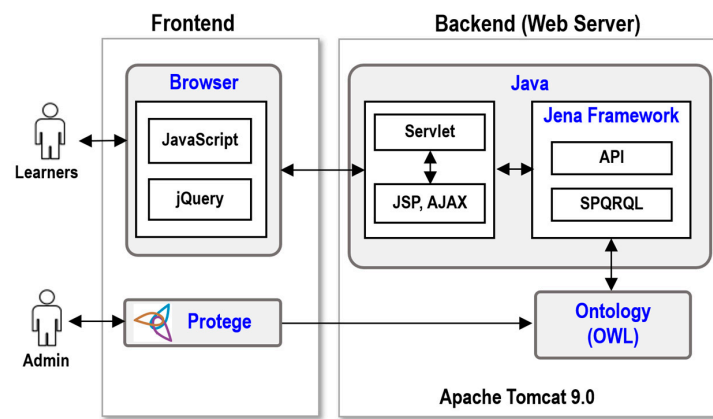 Frontend
Backend (Web Server)
Browser
JavaScript
jQuery
Java
Servlet
JSP, AJAX
Jena Framework
API
SPQRQL
Learners
Protege
Ontology
(OWL)
Admin
Apache Tomcat 9.0